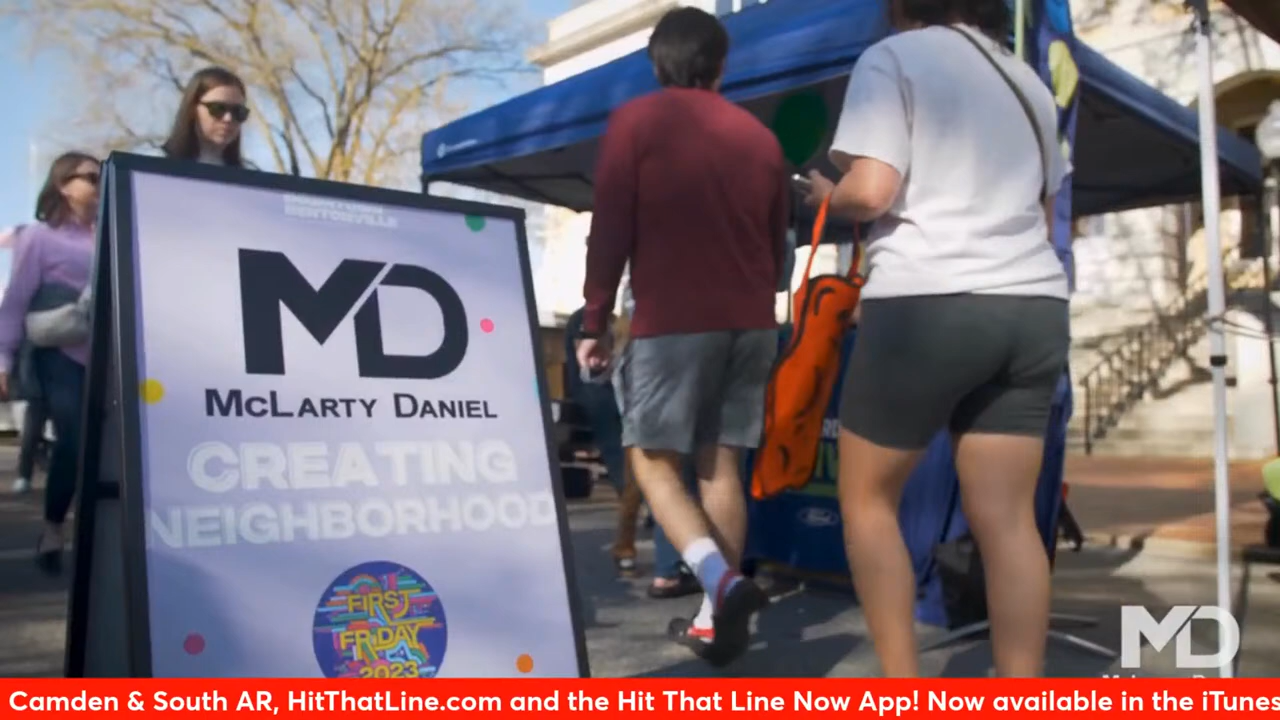 DOWNTOWN
BENTONVILLE
MD
McLARTY DANIEL
CREATING
NEIGHBORHOOD
FIRST
FRiDAY
2023
Ford
MD
Camden & South AR, HitThatLine.com and the Hit That Line Now App! Now available in the iTunes